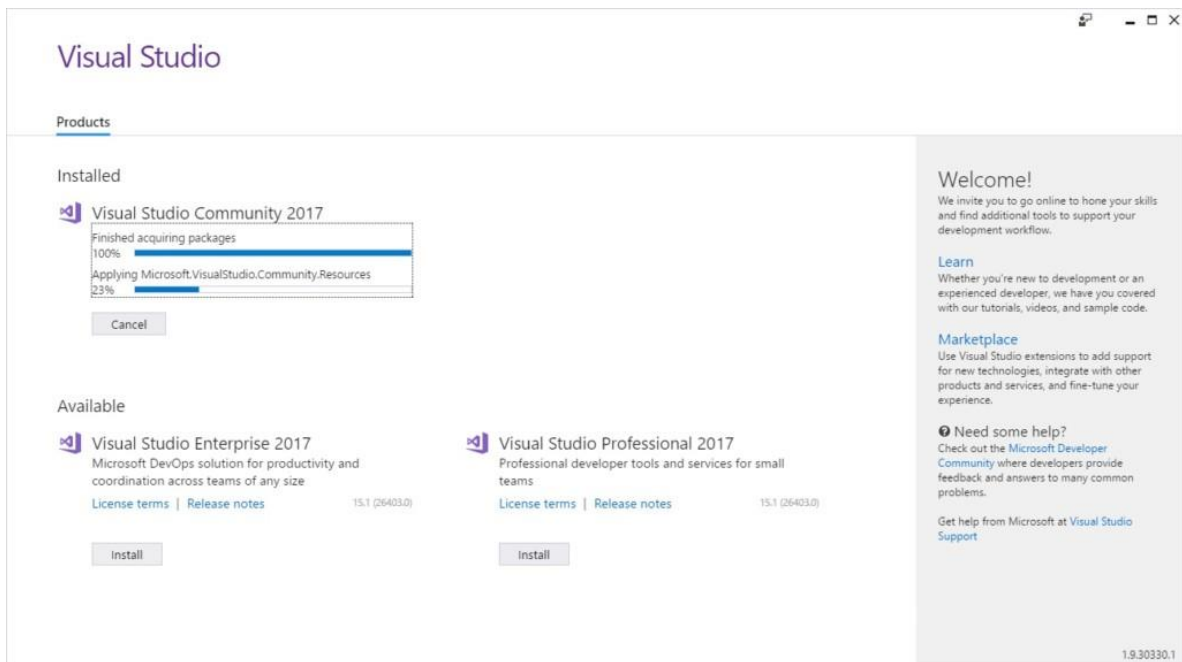 Visual Studio
Products
Installed
Visual Studio Community 2017
Finished acquiring packages
100%
Applying Microsoft.VisualStudio.Community.Resources
23%
Cancel
Available
Visual Studio Enterprise 2017
Microsoft DevOps solution for productivity and
coordination across teams of any size
License terms | Release notes
15.1 (26403.0)
Install
Visual Studio Professional 2017
Professional developer tools and services for small
teams
License terms | Release notes
15.1 (26403.0)
Install
Welcome!
We invite you to go online to hone your skills
and find additional tools to support your
development workflow.
Learn
Whether you're new to development or an
experienced developer, we have you covered
with our tutorials, videos, and sample code.
Marketplace
Use Visual Studio extensions to add support
for new technologies, integrate with other
products and services, and fine-tune your
experience.
Need some help?
Check out the Microsoft Developer
Community where developers provide
feedback and answers to many common
problems.
Get help from Microsoft at Visual Studio
Support
1.9.30330.1